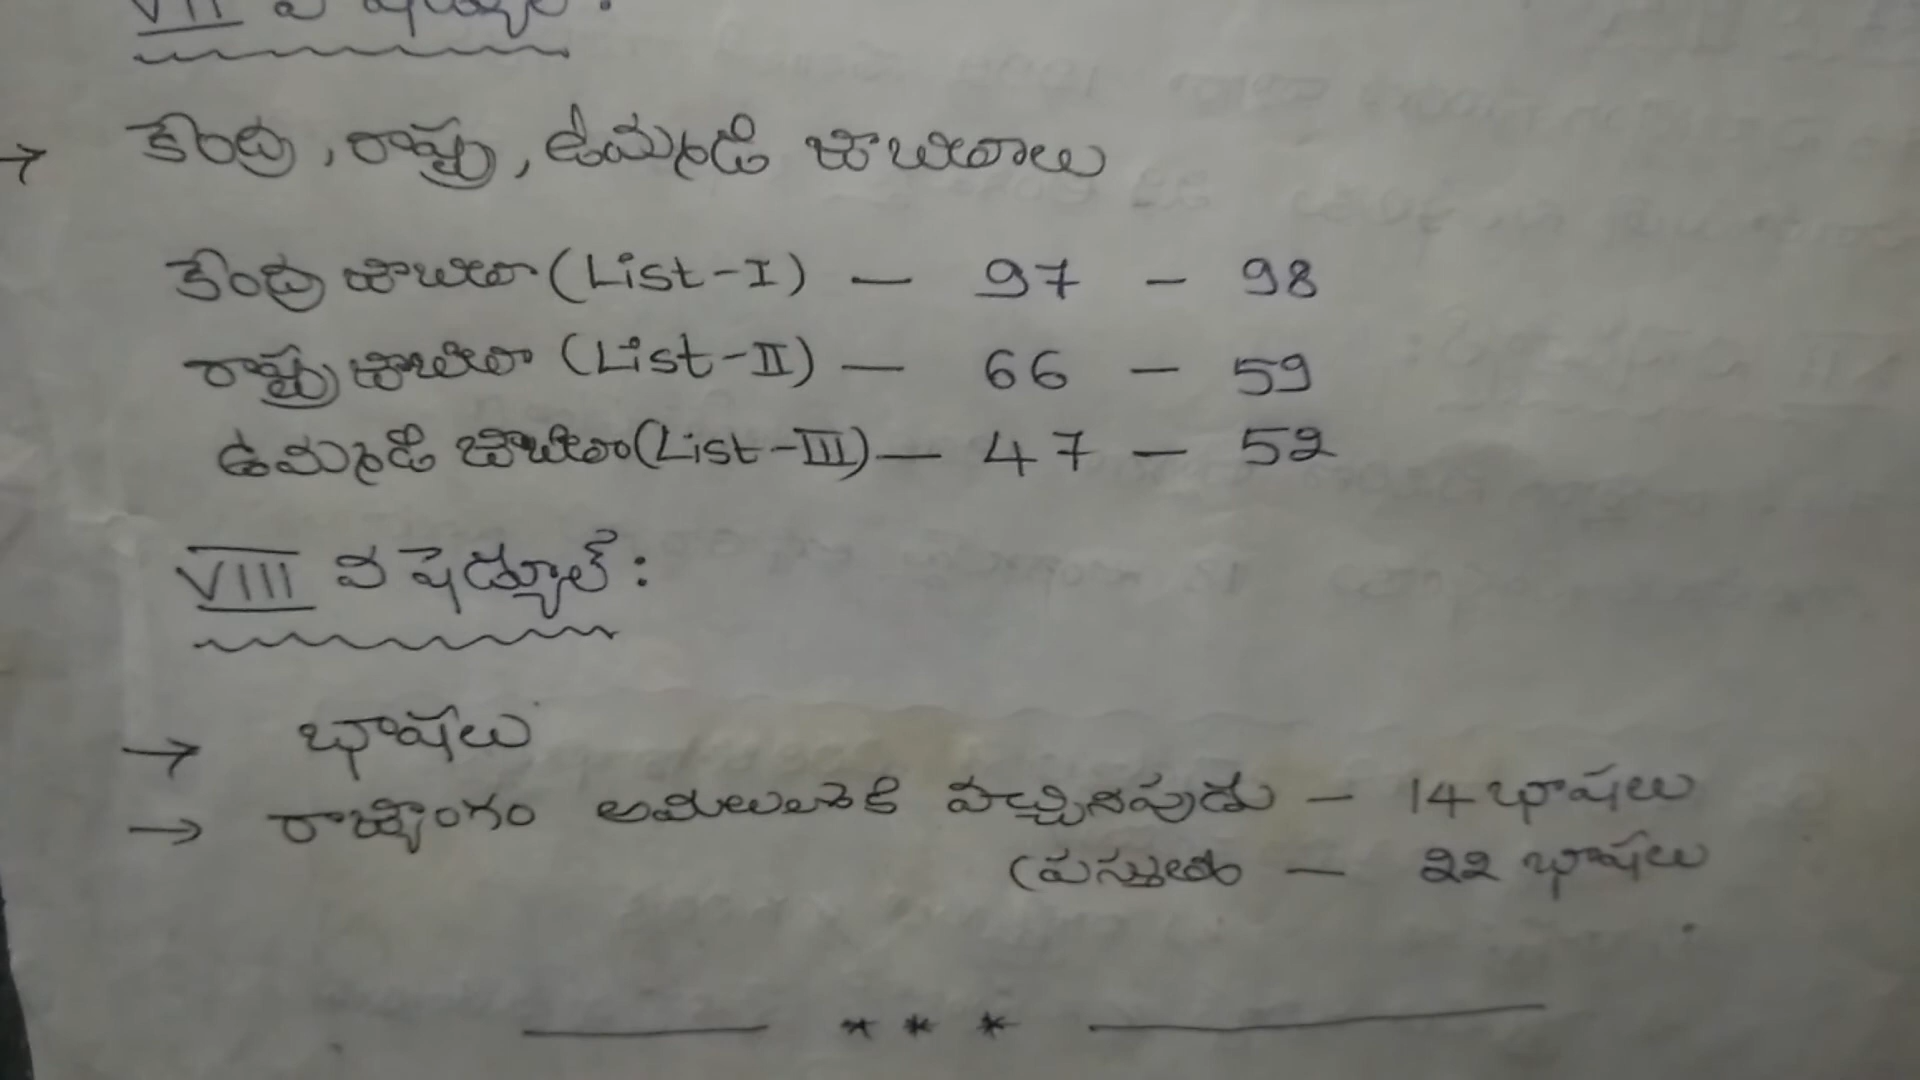 VII వ షెడ్యూల్ :
→ కేంద్ర, రాష్ట్ర, ఉమ్మడి జాబితాలు
కేంద్ర జాబితా (List-I) — 97 - 98
రాష్ట్ర జాబితా (List-II) — 66 - 59
ఉమ్మడి జాబితా (List-III) — 47 - 52
VIII వ షెడ్యూల్ :
→ భాషలు
→ రాజ్యాంగం అమలులోకి వచ్చినపుడు - 14 భాషలు
ప్రస్తుతం - 22 భాషలు
* * *